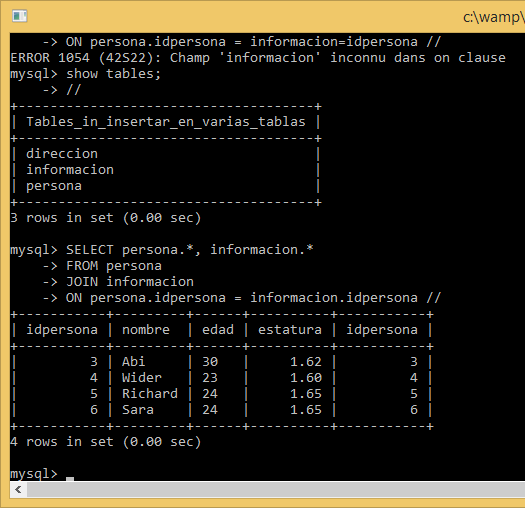 c:\wamp\
    -> ON persona.idpersona = informacion=idpersona //
ERROR 1054 (42S22): Champ 'informacion' inconnu dans on clause
mysql> show tables;
    -> //
+------------------------------------+
| Tables_in_insertar_en_varias_tablas |
+------------------------------------+
| direccion                          |
| informacion                        |
| persona                            |
+------------------------------------+
3 rows in set (0.00 sec)
mysql> SELECT persona.*, informacion.*
    -> FROM persona
    -> JOIN informacion
    -> ON persona.idpersona = informacion.idpersona //
+-----------+---------+------+----------+-----------+
| idpersona | nombre  | edad | estatura | idpersona |
+-----------+---------+------+----------+-----------+
|         3 | Abi     | 30   |     1.62 |         3 |
|         4 | Wider   | 23   |     1.60 |         4 |
|         5 | Richard | 24   |     1.65 |         5 |
|         6 | Sara    | 24   |     1.65 |         6 |
+-----------+---------+------+----------+-----------+
4 rows in set (0.00 sec)
mysql> _